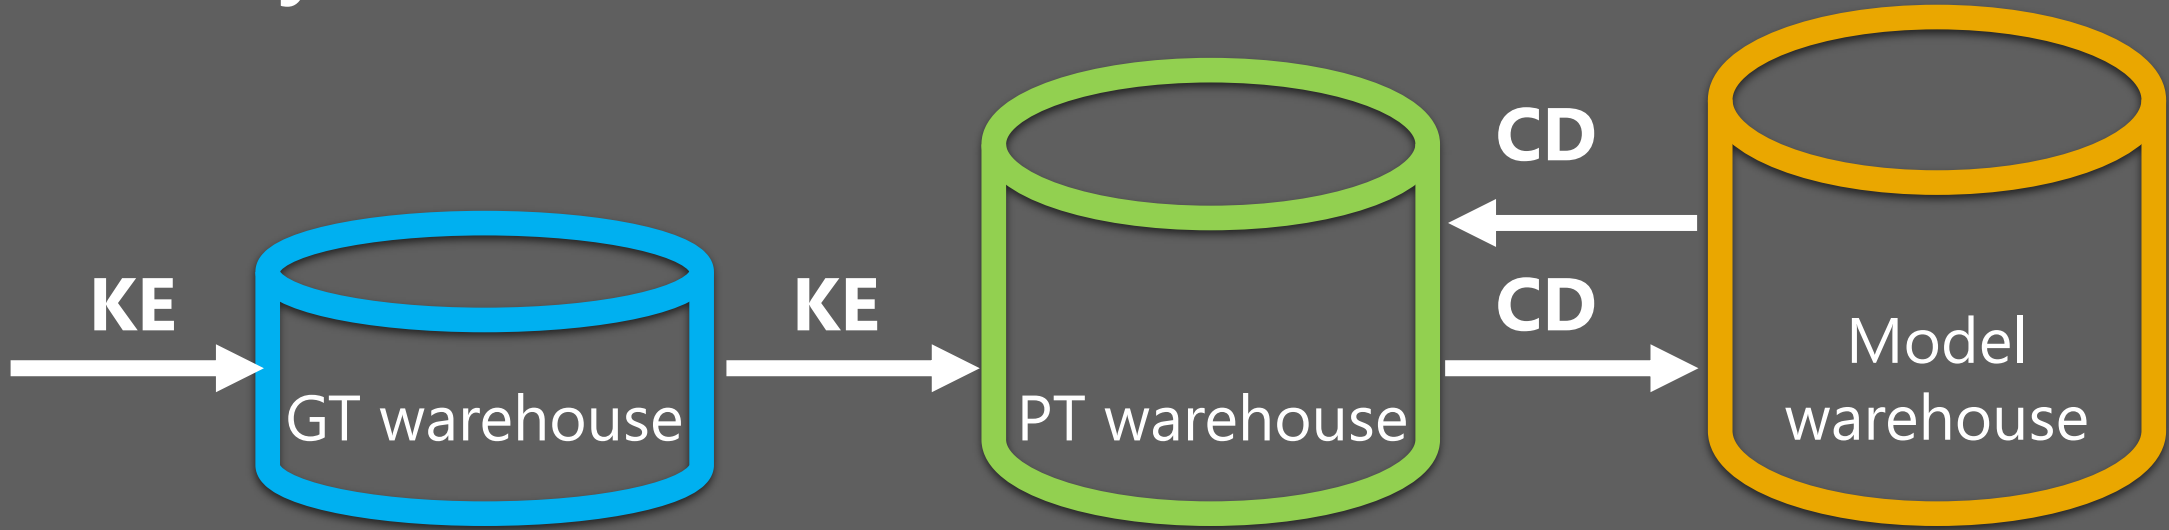 CD
CD
KE
KE
Model
warehouse
GT warehouse
PT warehouse